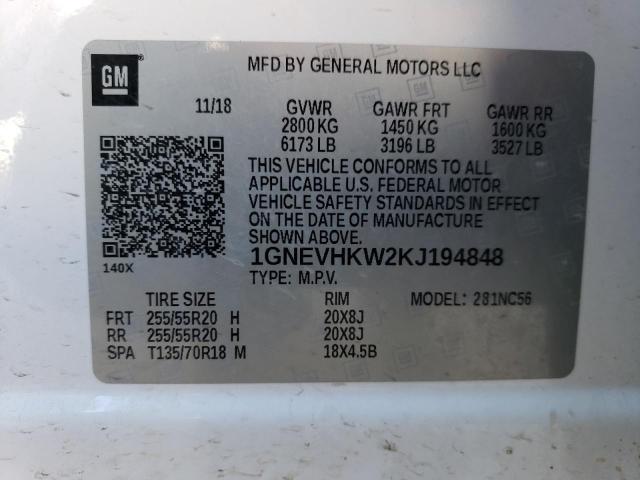 GM
MFD BY GENERAL MOTORS LLC
11/18 GVWR GAWR FRT GAWR RR
2800 KG 1450 KG 1600 KG
6173 LB 3196 LB 3527 LB
THIS VEHICLE CONFORMS TO ALL
APPLICABLE U.S. FEDERAL MOTOR
VEHICLE SAFETY STANDARDS IN EFFECT
ON THE DATE OF MANUFACTURE
SHOWN ABOVE.
1GNEVHKW2KJ194848
140X
TYPE: M.P.V.
TIRE SIZE RIM MODEL: 281NC56
FRT 255/55R20 H 20X8J
RR 255/55R20 H 20X8J
SPA T135/70R18 M 18X4.5B